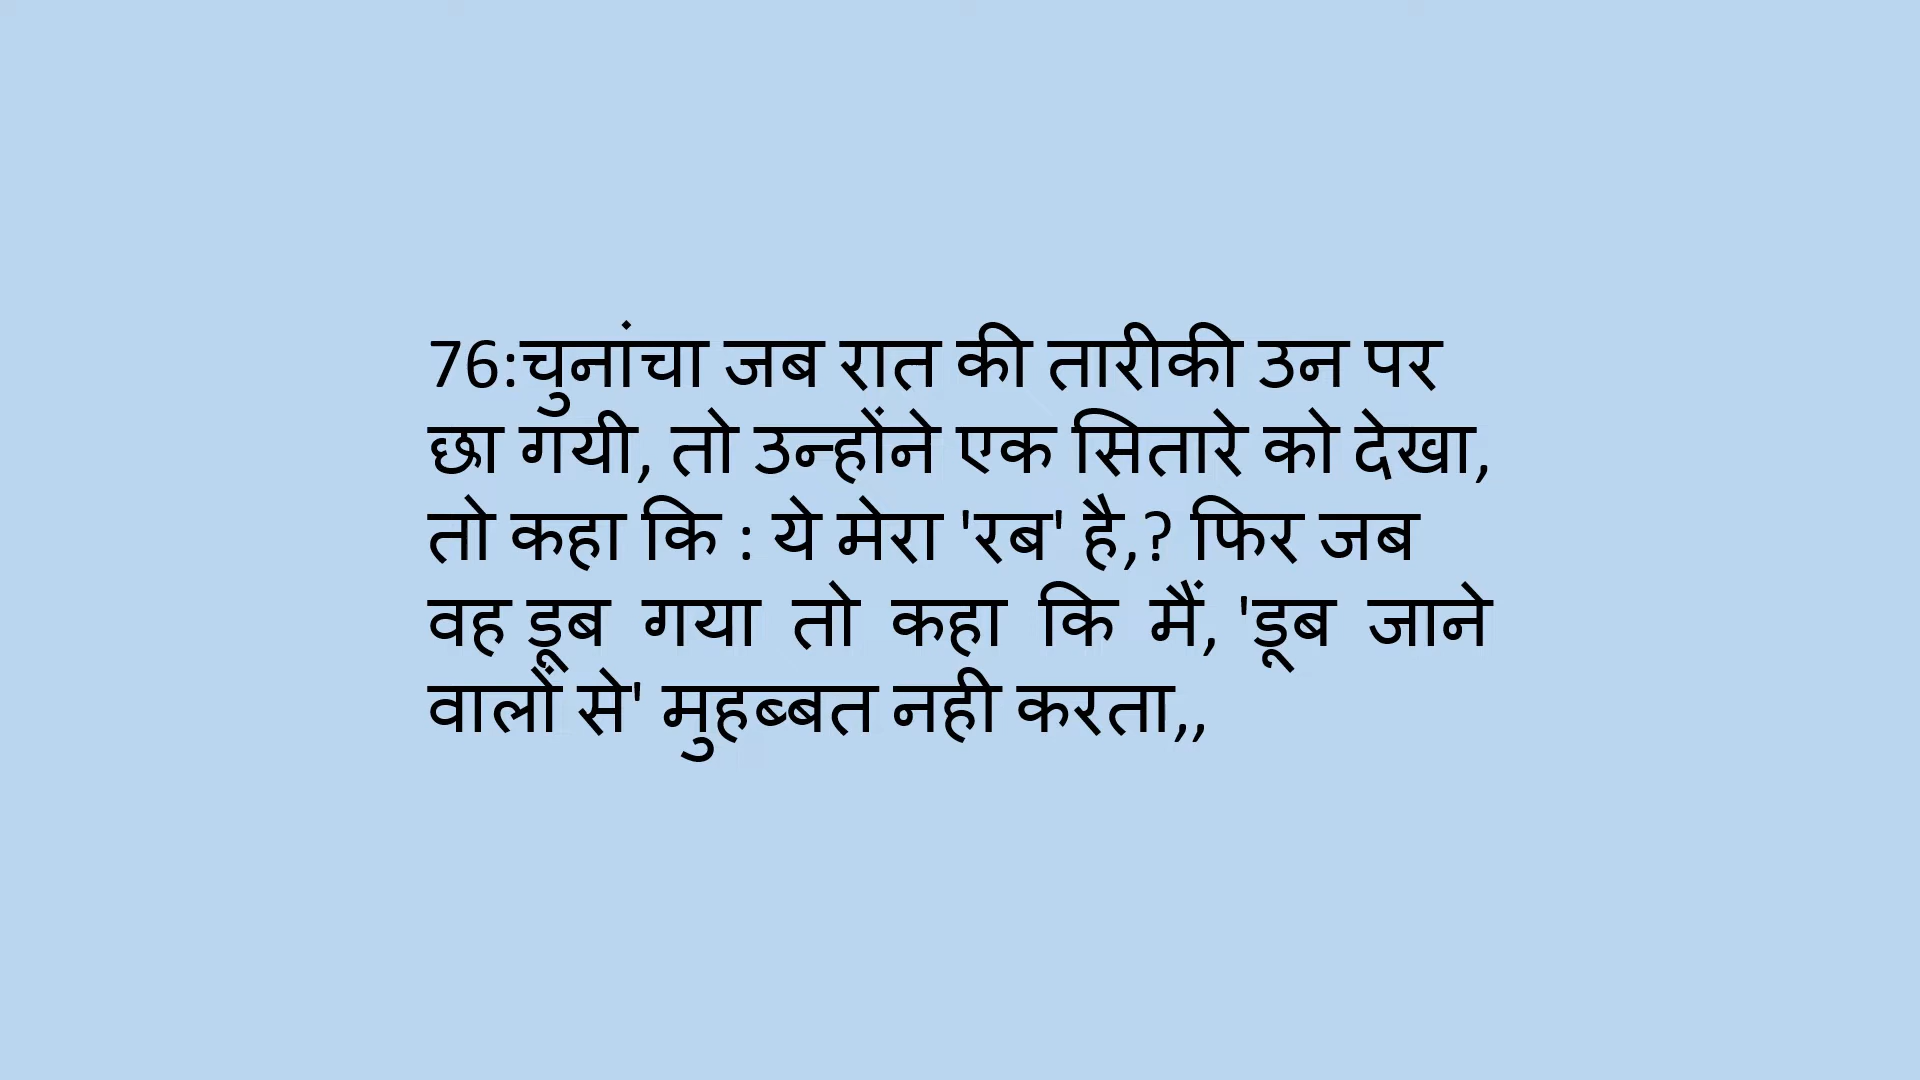 76:चुनांचा जब रात की तारीकी उन पर
छा गयी, तो उन्होंने एक सितारे को देखा,
तो कहा कि : ये मेरा 'रब' है,? फिर जब
वह डूब गया तो कहा कि मैं, 'डूब जाने
वालों से' मुहब्बत नही करता,,